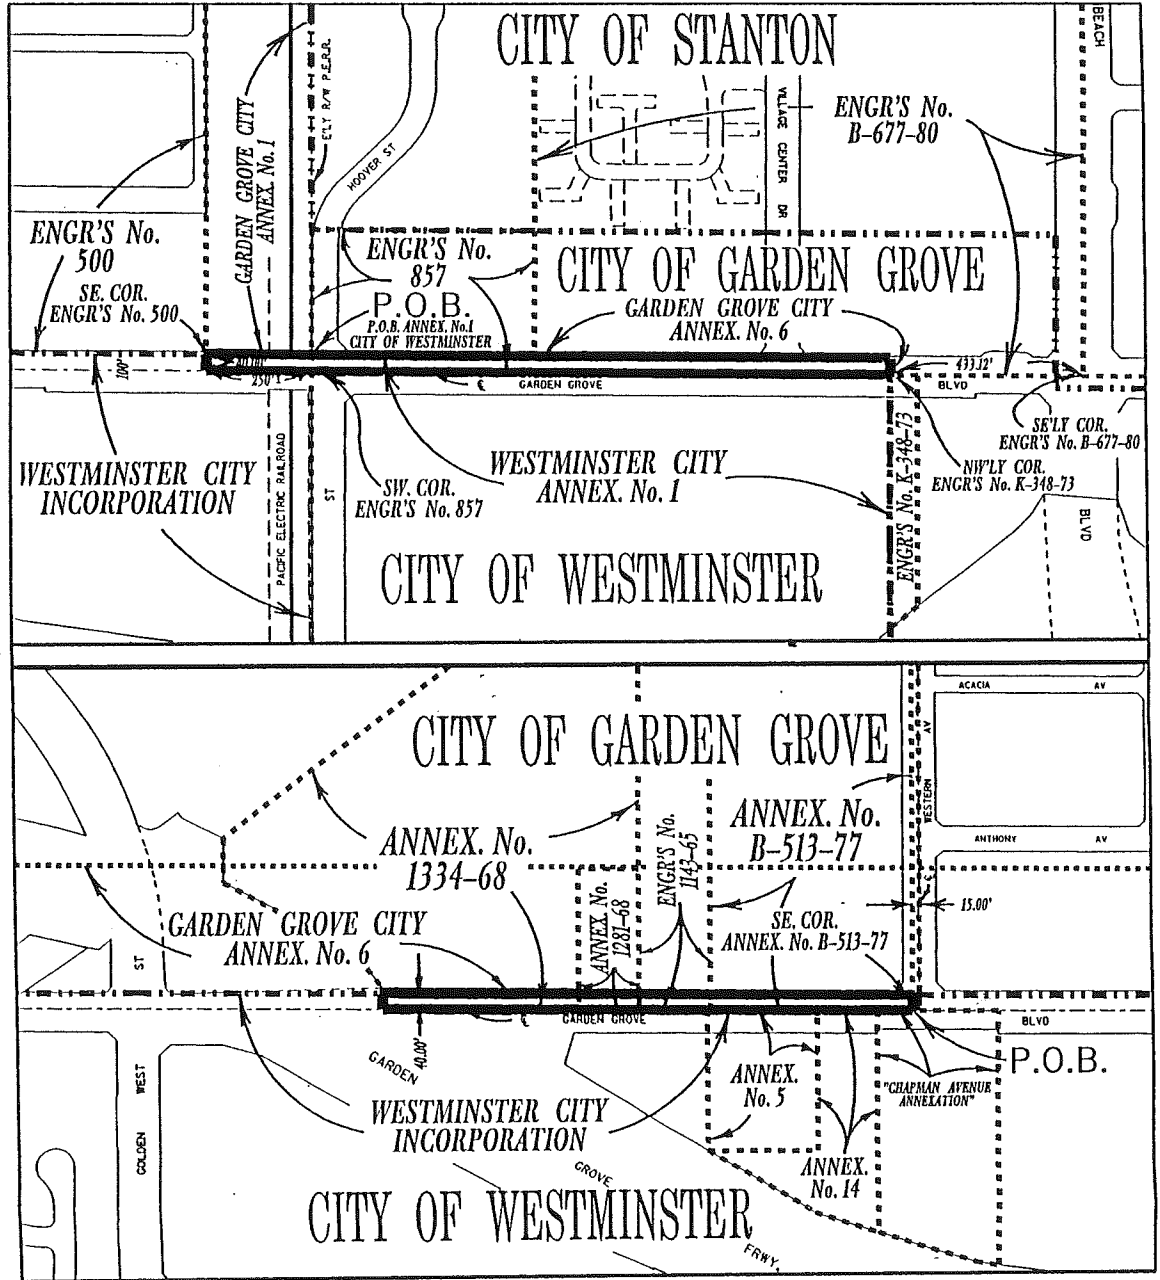 CITY OF STANTON
BEACH
GARDEN GROVE CITY
ANNEX. No. 1
E'LY R/W P.E.R.R.
HOOVER ST
VILLAGE CENTER DR
ENGR'S No.
B-677-80
ENGR'S No.
500
SE. COR.
ENGR'S No. 500
ENGR'S No.
857
P.O.B.
P.O.B. ANNEX. No.1
CITY OF WESTMINSTER
CITY OF GARDEN GROVE
GARDEN GROVE CITY
ANNEX. No. 6
100'
250'
℄
GARDEN GROVE
BLVD
433.12'
SE'LY COR.
ENGR'S No. B-677-80
NW'LY COR.
ENGR'S No. K-348-73
ENGR'S No. K-348-73
WESTMINSTER CITY
INCORPORATION
PACIFIC ELECTRIC RAILROAD
ST
SW. COR.
ENGR'S No. 857
WESTMINSTER CITY
ANNEX. No. 1
BLVD
CITY OF WESTMINSTER
ACACIA AV
CITY OF GARDEN GROVE
WESTERN AV
ANNEX. No.
1334-68
ENGR'S No.
1143-65
ANNEX. No.
B-513-77
ANTHONY AV
℄
15.00'
GARDEN GROVE CITY
ANNEX. No. 6
ANNEX. No.
1281-68
SE. COR.
ANNEX. No. B-513-77
ST
℄
GARDEN GROVE
BLVD
40.00'
GARDEN
P.O.B.
"CHAPMAN AVENUE
ANNEXATION"
ANNEX.
No. 5
WESTMINSTER CITY
INCORPORATION
GOLDEN WEST
ANNEX.
No. 14
GROVE
CITY OF WESTMINSTER
FRWY.